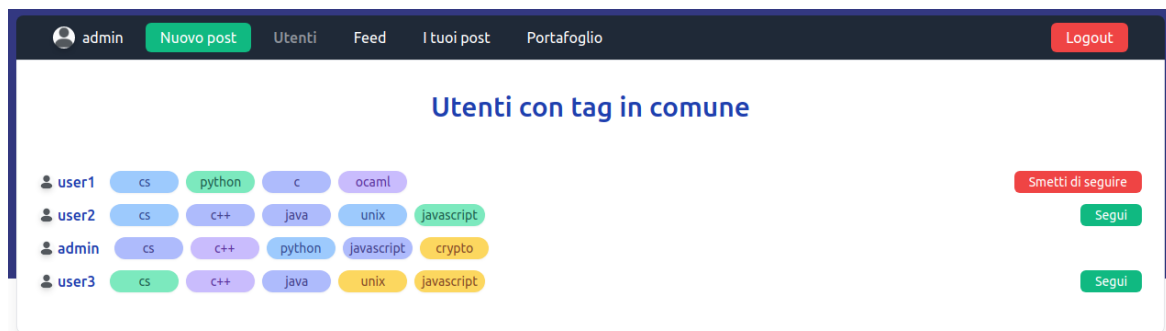 admin Nuovo post Utenti Feed I tuoi post Portafoglio Logout
Utenti con tag in comune
user1 cs python c ocaml Smetti di seguire
user2 cs c++ java unix javascript Segui
admin cs c++ python javascript crypto
user3 cs c++ java unix javascript Segui